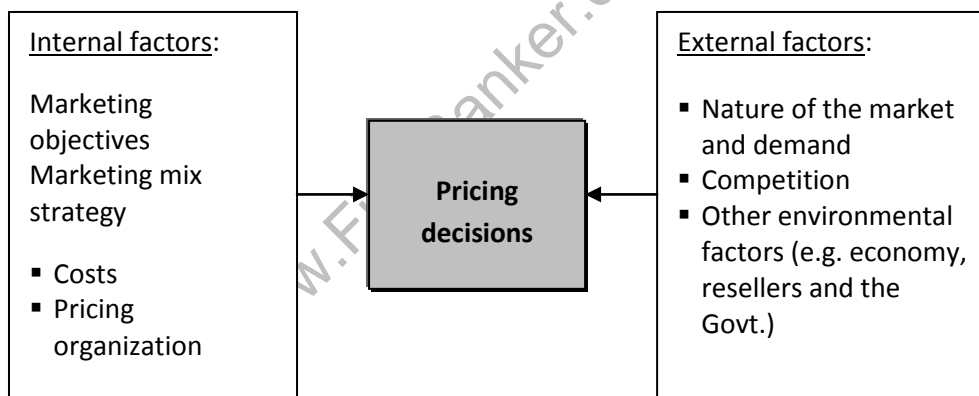 Internal factors:
Marketing
objectives
Marketing mix
strategy
▪ Costs
▪ Pricing
organization
Pricing
decisions
External factors:
▪ Nature of the market
and demand
▪ Competition
▪ Other environmental
factors (e.g. economy,
resellers and the
Govt.)